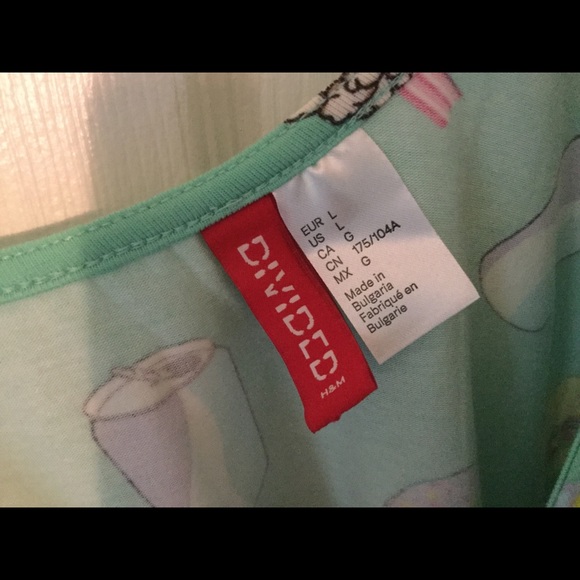 DIVIDED
H&M
EUR L
US L
CA G
CN 175/104A
MX G
Made in
Bulgaria
Fabriqué en
Bulgarie